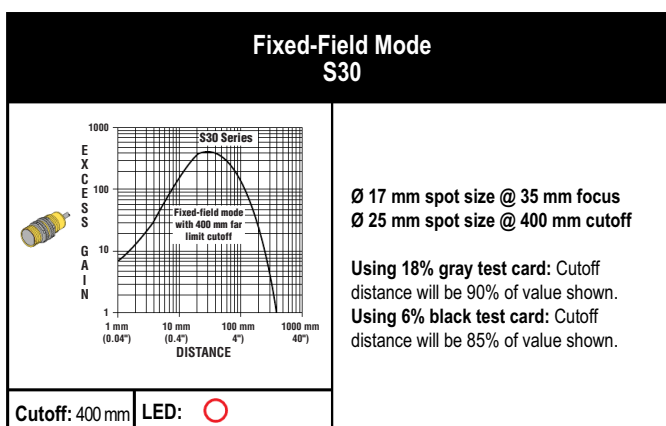 Fixed-Field Mode
S30
EXCESS GAIN
1000
100
10
1
S30 Series
Fixed-field mode
with 400 mm far
limit cutoff
1 mm 10 mm 100 mm 1000 mm
(0.04") (0.4") 4") 40")
DISTANCE
Ø 17 mm spot size @ 35 mm focus
Ø 25 mm spot size @ 400 mm cutoff
Using 18% gray test card: Cutoff
distance will be 90% of value shown.
Using 6% black test card: Cutoff
distance will be 85% of value shown.
Cutoff: 400 mm LED: